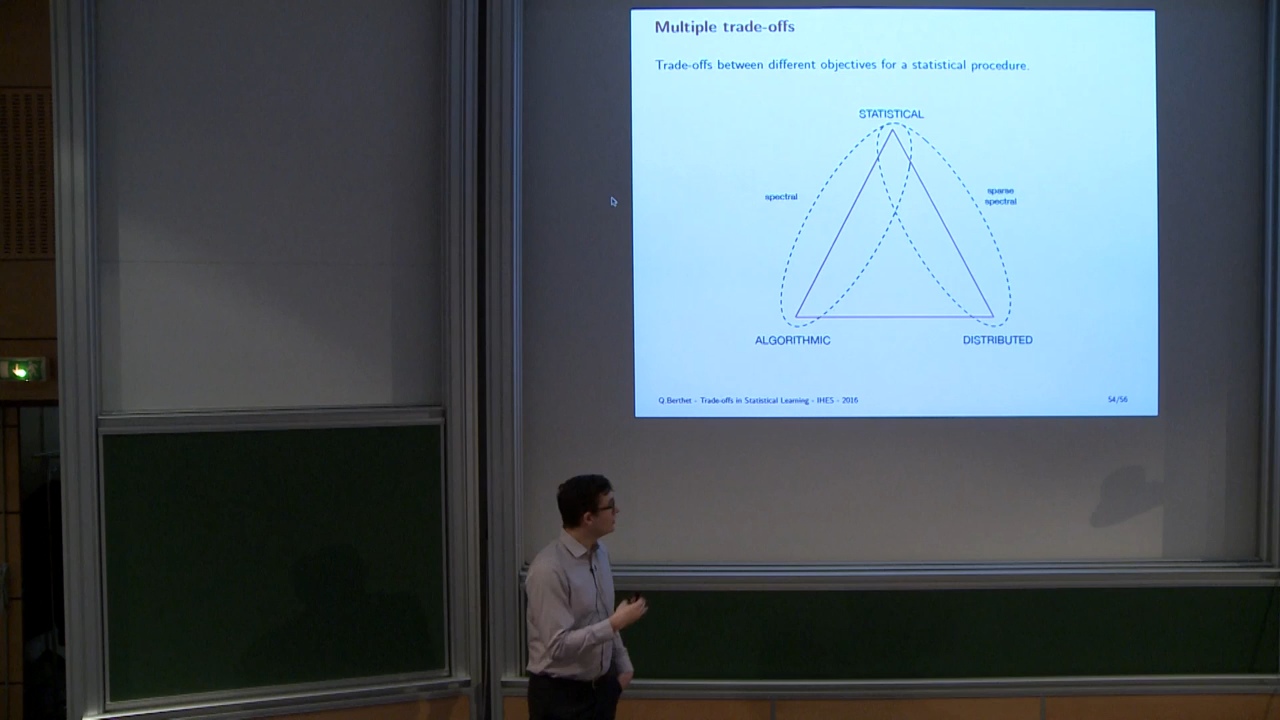 Multiple trade-offs
Trade-offs between different objectives for a statistical procedure.
STATISTICAL
spectral
sparse
spectral
ALGORITHMIC
DISTRIBUTED
Q.Berthet - Trade-offs in Statistical Learning - IHES - 2016
54/56